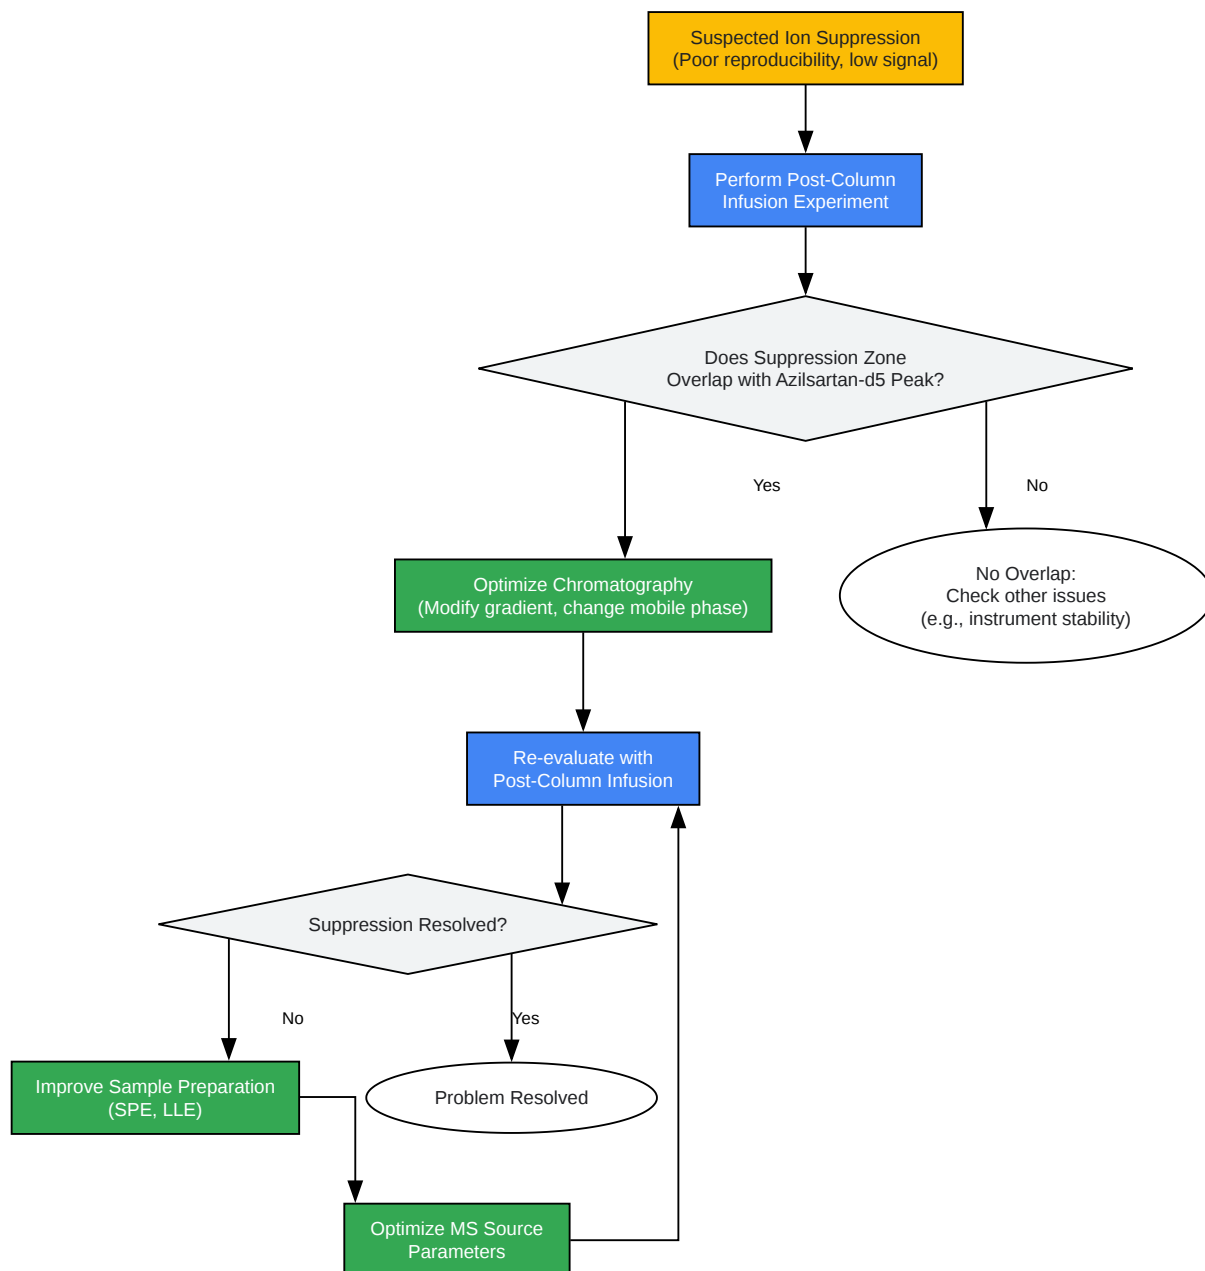 Suspected Ion Suppression
(Poor reproducibility, low signal)
Perform Post-Column
Infusion Experiment
Does Suppression Zone
Overlap with Azilsartan-d5 Peak?
Yes
No
Optimize Chromatography
(Modify gradient, change mobile phase)
No Overlap:
Check other issues
(e.g., instrument stability)
Re-evaluate with
Post-Column Infusion
Suppression Resolved?
No
Yes
Improve Sample Preparation
(SPE, LLE)
Problem Resolved
Optimize MS Source
Parameters